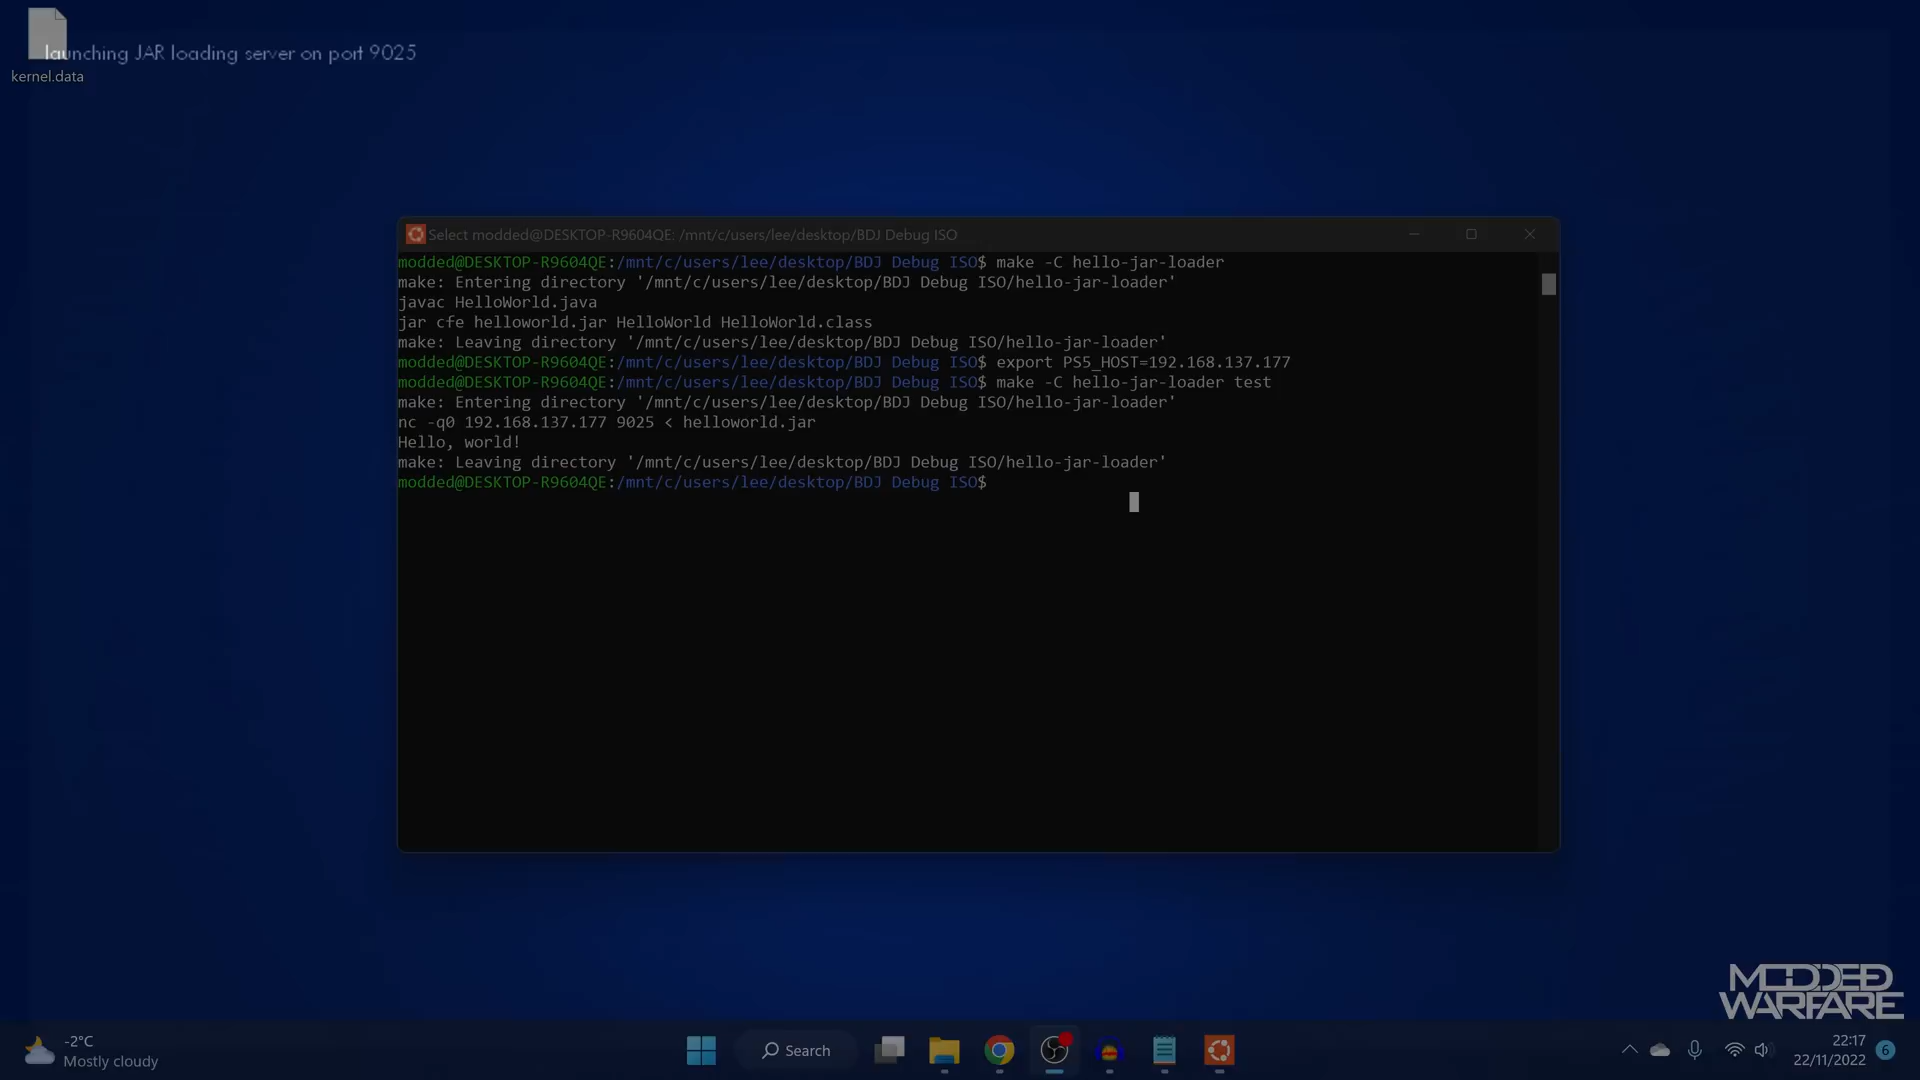 launching JAR loading server on port 9025
kernel.data
Select modded@DESKTOP-R9604QE: /mnt/c/users/lee/desktop/BDJ Debug ISO
modded@DESKTOP-R9604QE:/mnt/c/users/lee/desktop/BDJ Debug ISO$ make -C hello-jar-loader
make: Entering directory '/mnt/c/users/lee/desktop/BDJ Debug ISO/hello-jar-loader'
javac HelloWorld.java
jar cfe helloworld.jar HelloWorld HelloWorld.class
make: Leaving directory '/mnt/c/users/lee/desktop/BDJ Debug ISO/hello-jar-loader'
modded@DESKTOP-R9604QE:/mnt/c/users/lee/desktop/BDJ Debug ISO$ export PS5_HOST=192.168.137.177
modded@DESKTOP-R9604QE:/mnt/c/users/lee/desktop/BDJ Debug ISO$ make -C hello-jar-loader test
make: Entering directory '/mnt/c/users/lee/desktop/BDJ Debug ISO/hello-jar-loader'
nc -q0 192.168.137.177 9025 < helloworld.jar
Hello, world!
make: Leaving directory '/mnt/c/users/lee/desktop/BDJ Debug ISO/hello-jar-loader'
modded@DESKTOP-R9604QE:/mnt/c/users/lee/desktop/BDJ Debug ISO$
MODDED
WARFARE
-2°C
Mostly cloudy
Search
22:17
22/11/2022
6